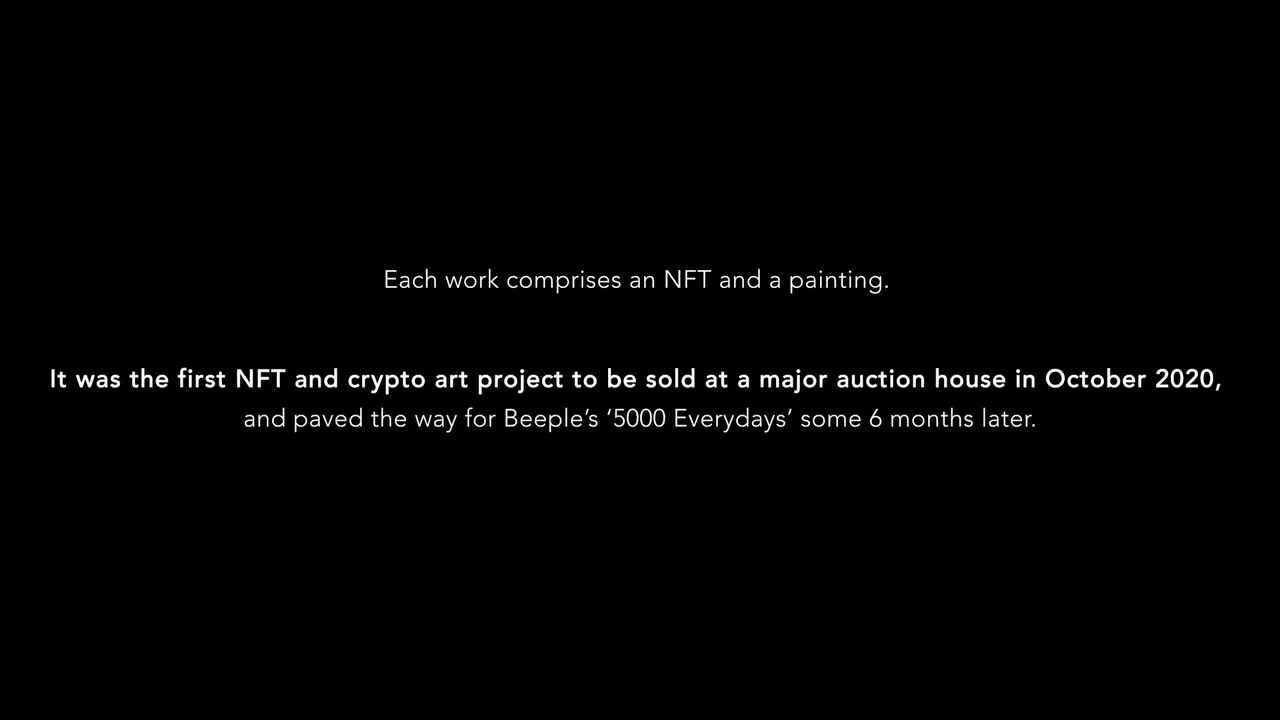 Each work comprises an NFT and a painting.
It was the first NFT and crypto art project to be sold at a major auction house in October 2020,
and paved the way for Beeple’s ‘5000 Everydays’ some 6 months later.